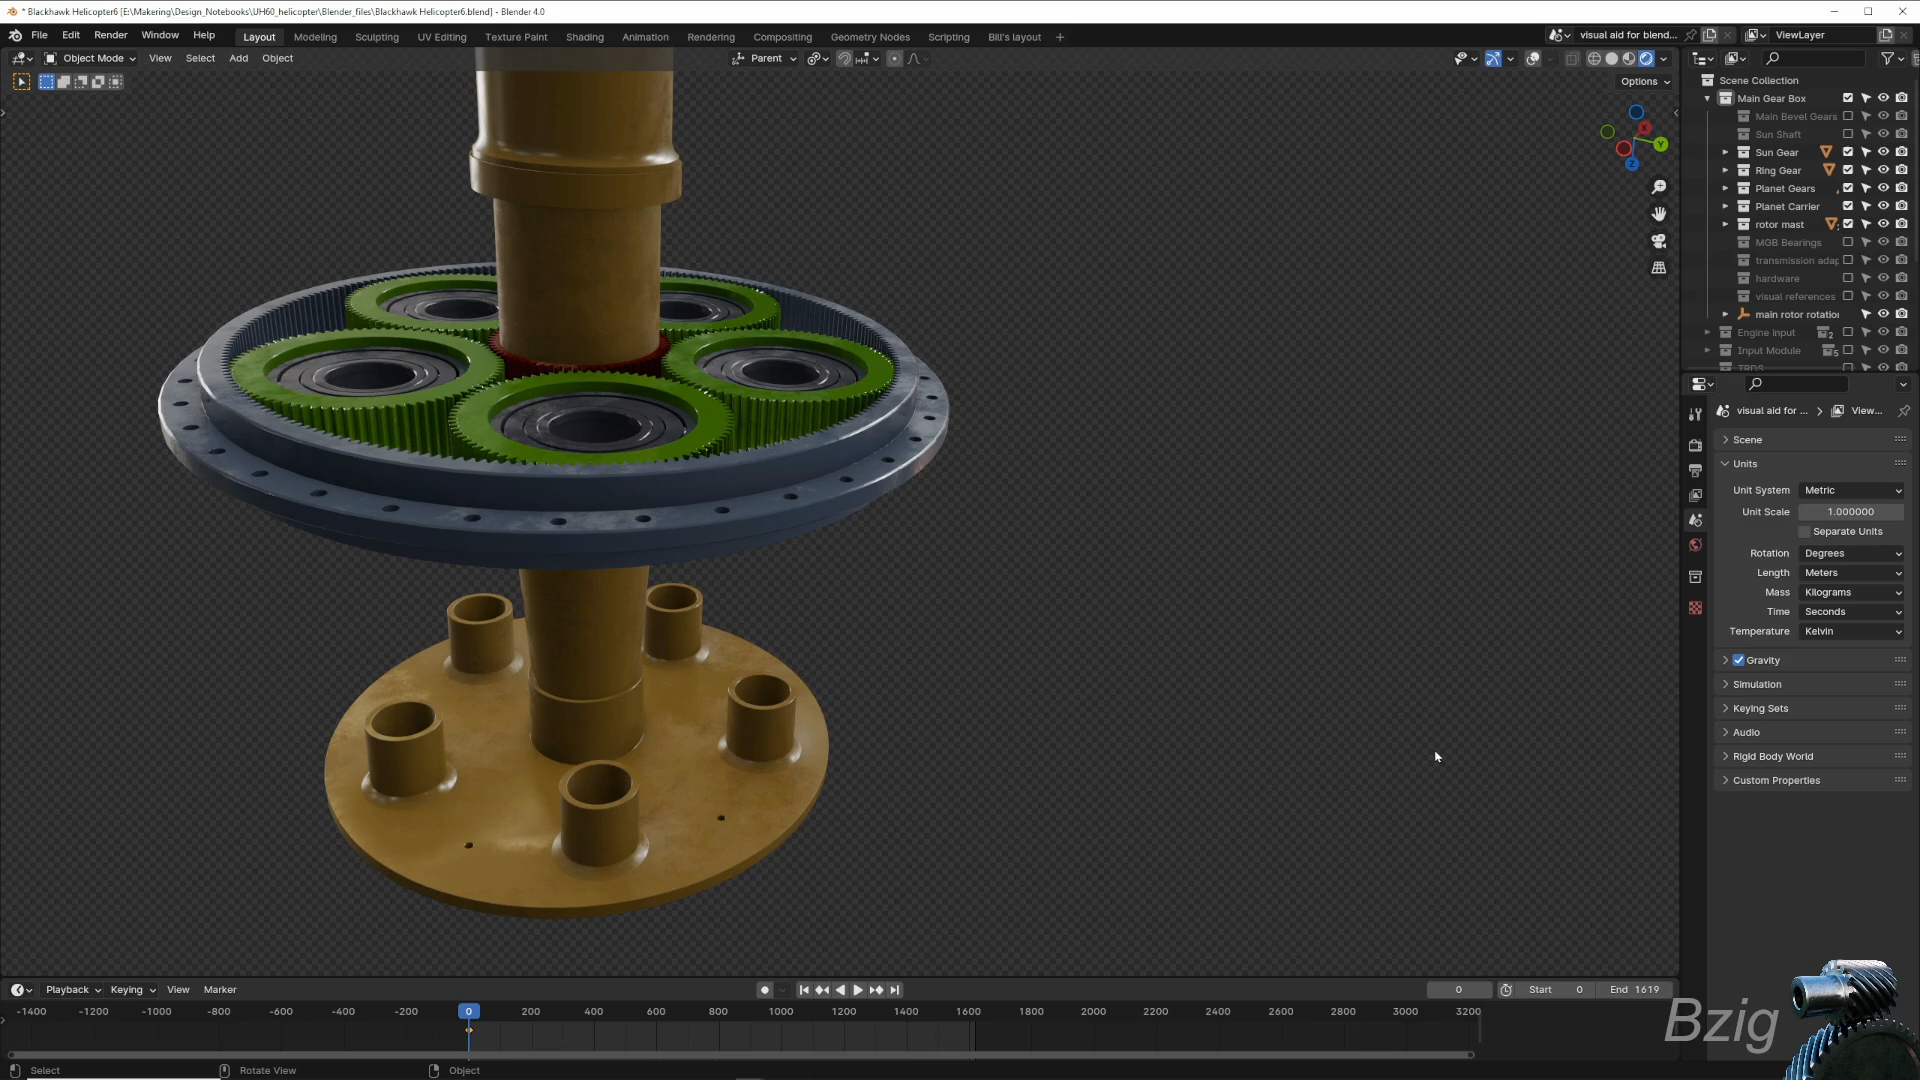 * Blackhawk Helicopter6 [E:\Makering\Design_Notebooks\UH60_helicopter\Blender_files\Blackhawk Helicopter6.blend] - Blender 4.0
File Edit Render Window Help Layout Modeling Sculpting UV Editing Texture Paint Shading Animation Rendering Compositing Geometry Nodes Scripting Bill's layout + visual aid for blend... ViewLayer
Object Mode View Select Add Object Parent
Options
Scene Collection
Main Gear Box
Main Bevel Gears
Sun Shaft
Sun Gear
Ring Gear
Planet Gears
Planet Carrier
rotor mast
MGB Bearings
transmission adap
hardware
visual references
main rotor rotation
Engine Input 2
Input Module 5
TRDS
X
Y
Z
visual aid for ... View...
Scene
Units
Unit System Metric
Unit Scale 1.000000
Separate Units
Rotation Degrees
Length Meters
Mass Kilograms
Time Seconds
Temperature Kelvin
Gravity
Simulation
Keying Sets
Audio
Rigid Body World
Custom Properties
Playback Keying View Marker 0 Start 0 End 1619
-1400 -1200 -1000 -800 -600 -400 -200 0 200 400 600 800 1000 1200 1400 1600 1800 2000 2200 2400 2600 2800 3000 3200
Bzig
Select Rotate View Object